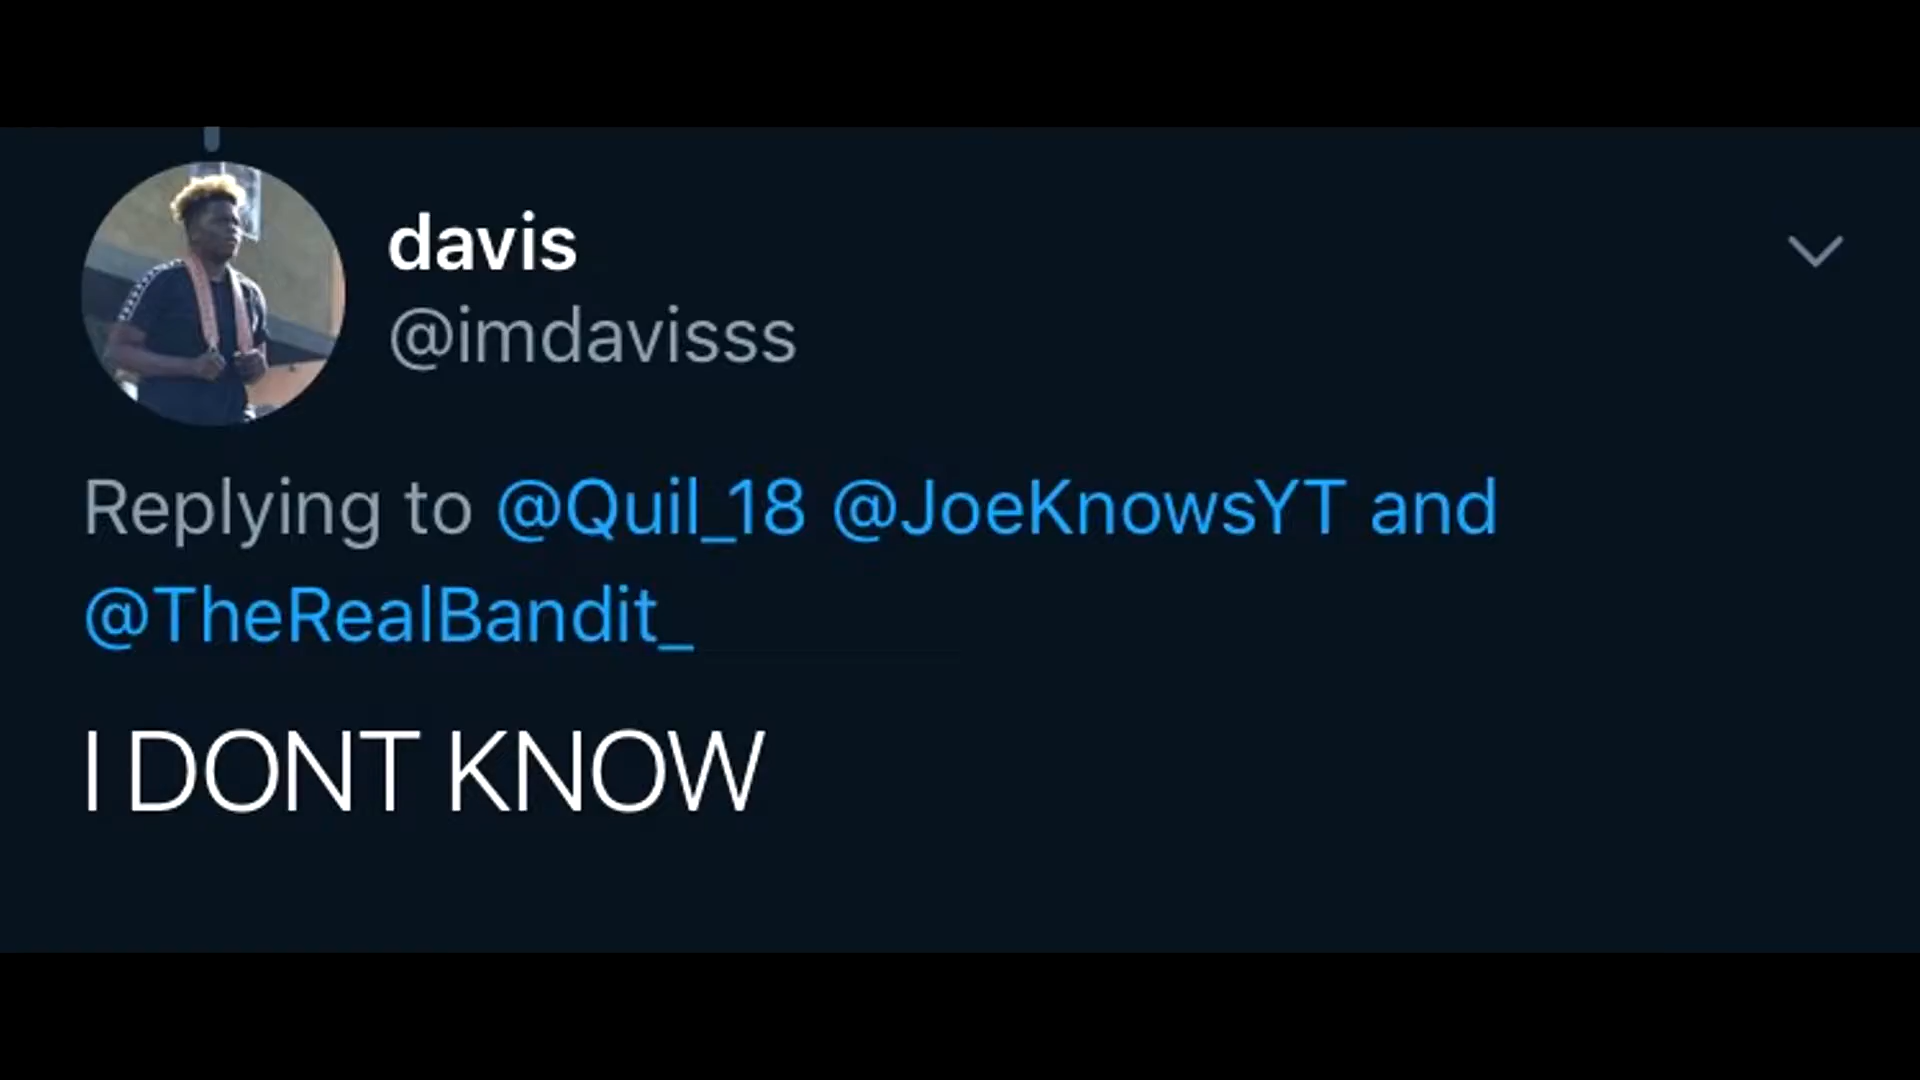 davis
@imdavisss
Replying to @Quil_18 @JoeKnowsYT and
@TheRealBandit_
I DONT KNOW